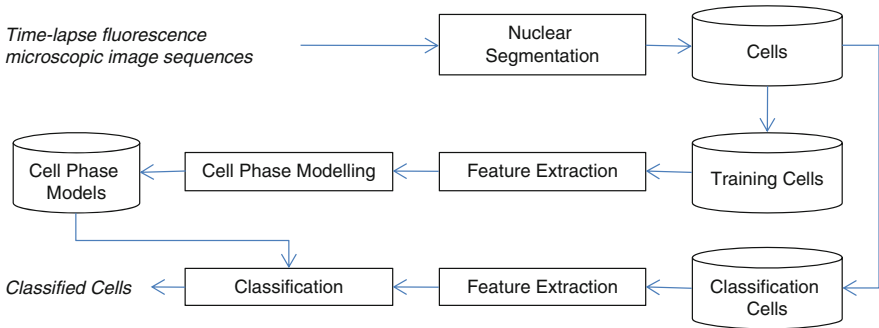 Time-lapse fluorescence
microscopic image sequences
Nuclear
Segmentation
Cells
Cell Phase
Models
Cell Phase Modelling
Feature Extraction
Training Cells
Classified Cells
Classification
Feature Extraction
Classification
Cells